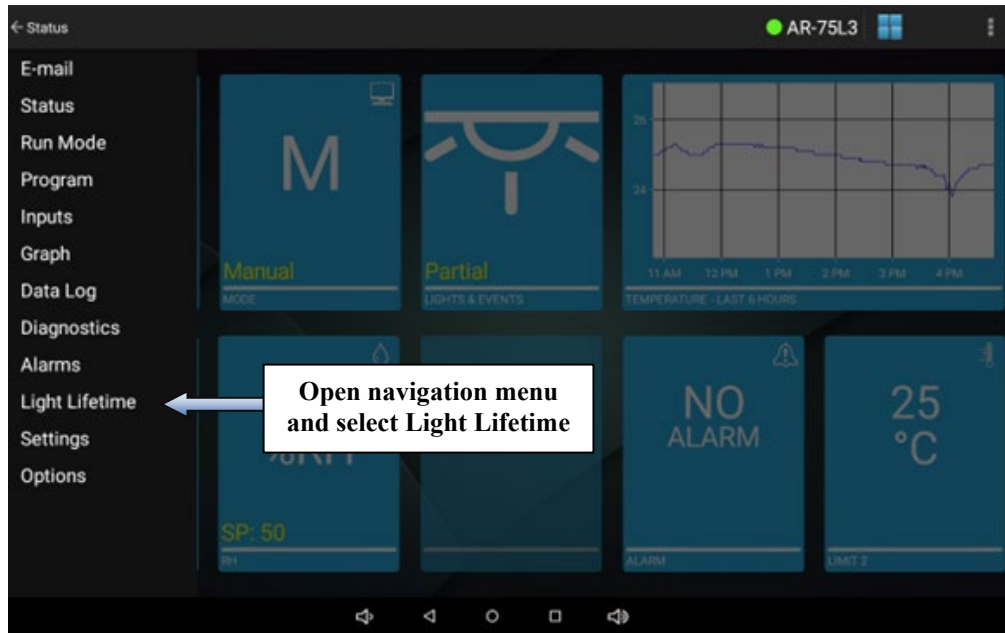 ← Status
AR-75L3
E-mail
Status
Run Mode
Program
Inputs
Graph
Data Log
Diagnostics
Alarms
Light Lifetime
Settings
Options
M
Manual
MODE
Partial
LIGHTS & EVENTS
26
24
11 AM 12 PM 1 PM 2 PM 3 PM 4 PM
TEMPERATURE - LAST 6 HOURS
Open navigation menu
and select Light Lifetime
%RH
SP: 50
RH
NO
ALARM
ALARM
25
°C
LIMIT 2